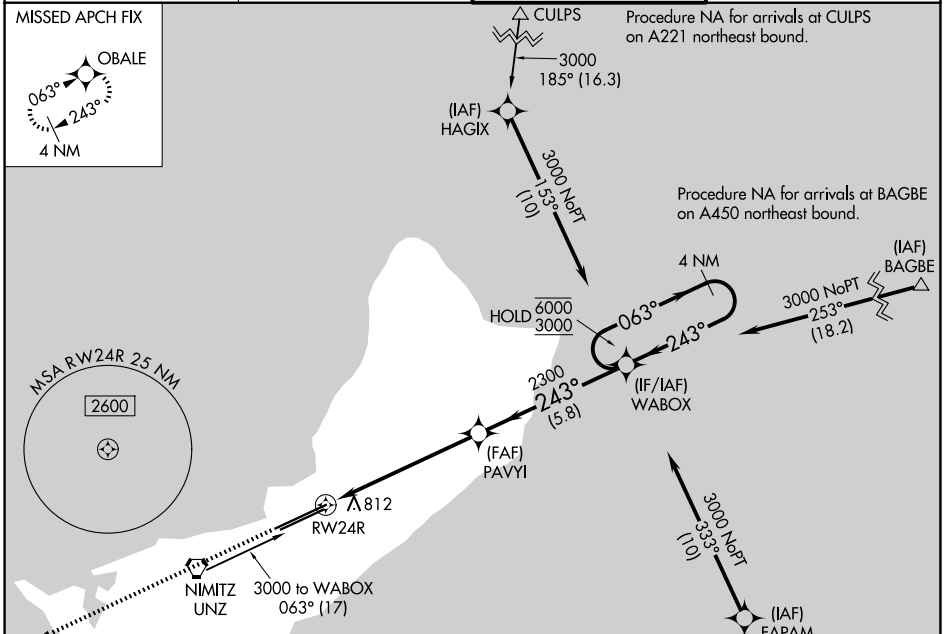 MISSED APCH FIX
OBALE
063°
243°
4 NM
CULPS
Procedure NA for arrivals at CULPS
on A221 northeast bound.
3000
185° (16.3)
(IAF)
HAGIX
3000 NoPT
153°
(10)
Procedure NA for arrivals at BAGBE
on A450 northeast bound.
(IAF)
BAGBE
4 NM
3000 NoPT
253°
(18.2)
HOLD
6000
3000
063°
243°
(IF/IAF)
WABOX
2300
243°
(5.8)
MSA RW24R 25 NM
2600
(FAF)
PAVYI
812
RW24R
NIMITZ
UNZ
3000 to WABOX
063° (17)
3000 NoPT
333°
(10)
(IAF)